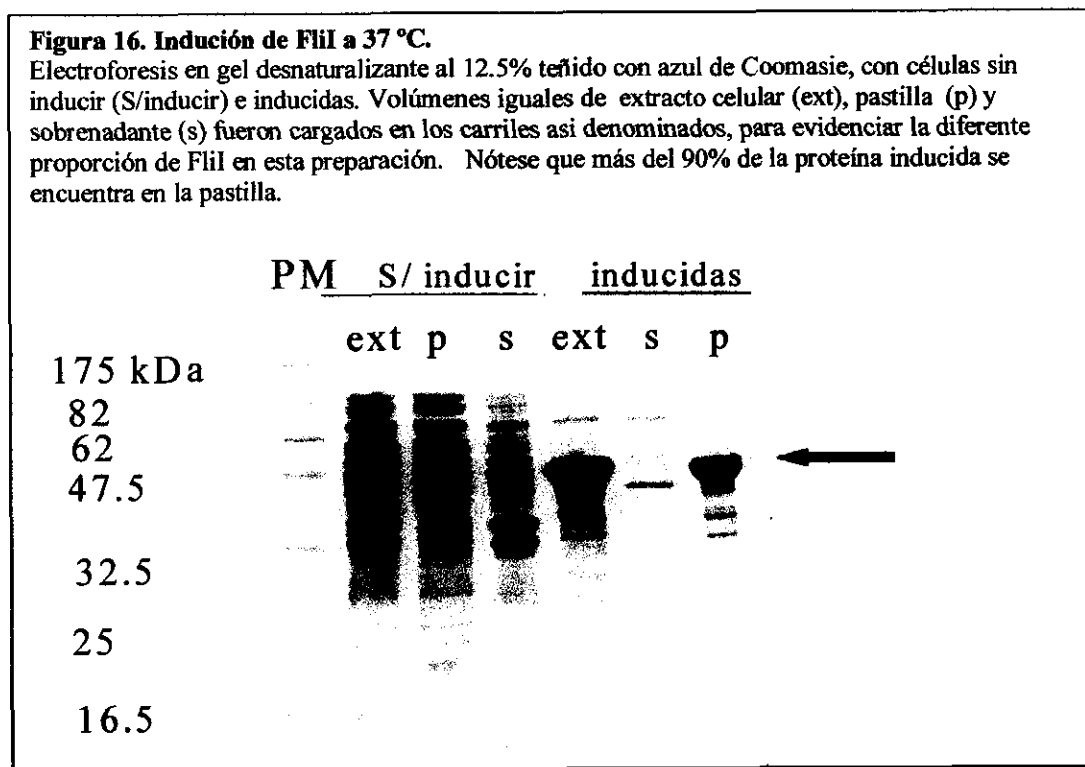 Figura 16. Indución de FliI a 37 ºC.
Electroforesis en gel desnaturalizante al 12.5% teñido con azul de Coomasie, con células sin
inducir (S/inducir) e inducidas. Volúmenes iguales de extracto celular (ext), pastilla (p) y
sobrenadante (s) fueron cargados en los carriles asi denominados, para evidenciar la diferente
proporción de FliI en esta preparación. Nótese que más del 90% de la proteína inducida se
encuentra en la pastilla.
PM S/ inducir inducidas
ext p s ext s p
175 kDa
82
62
47.5
32.5
25
16.5